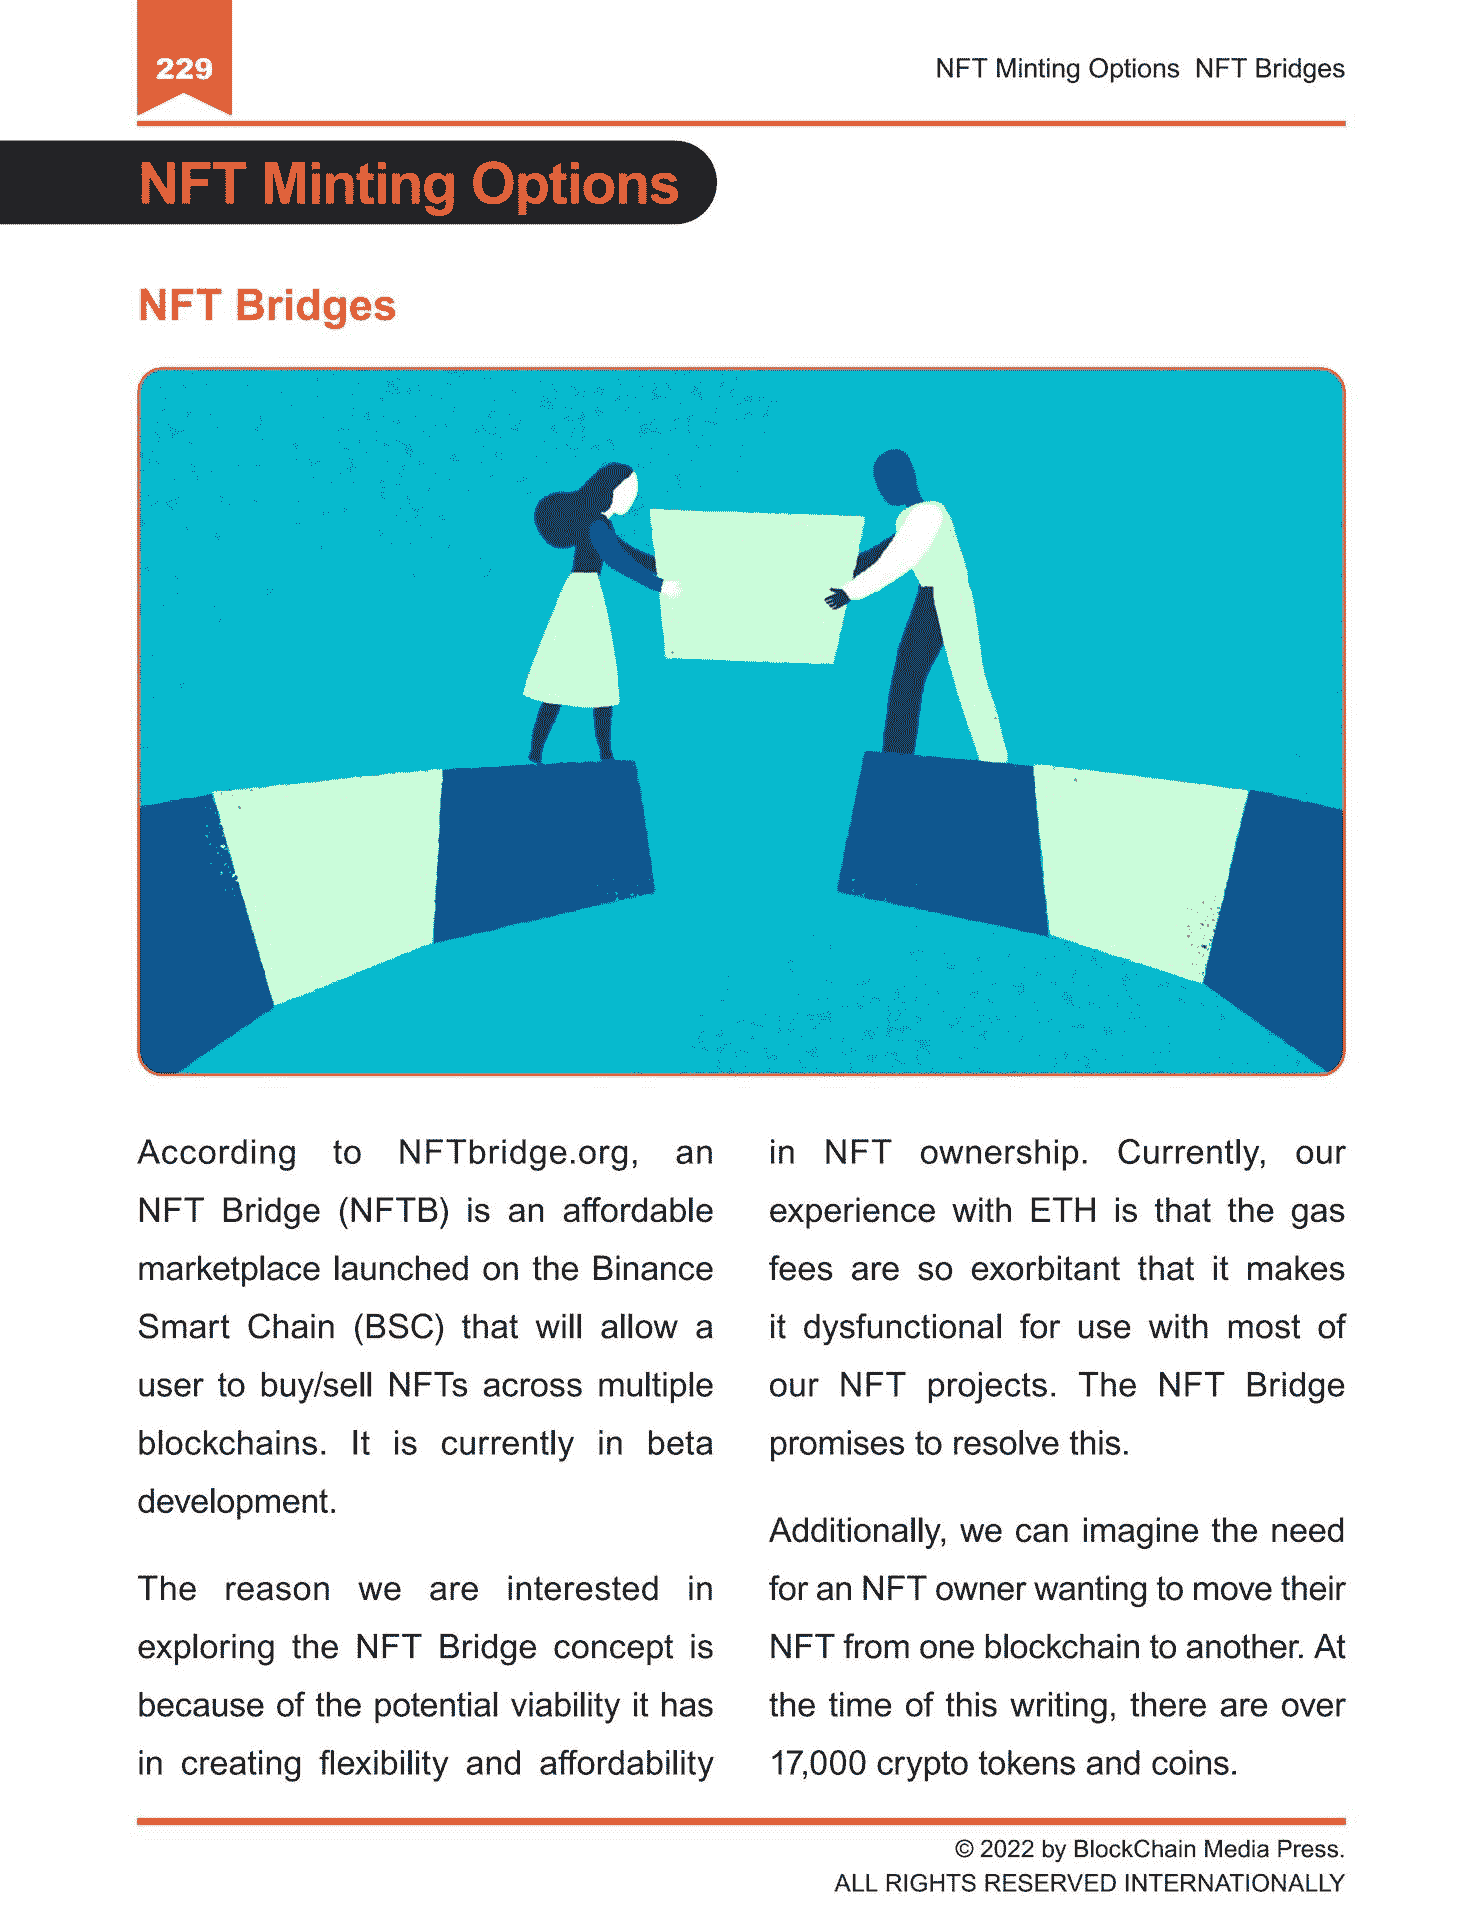 229
NFT Minting Options  NFT Bridges
NFT Minting Options
NFT Bridges
According to NFTbridge.org, an
NFT Bridge (NFTB) is an affordable
marketplace launched on the Binance
Smart Chain (BSC) that will allow a
user to buy/sell NFTs across multiple
blockchains. It is currently in beta
development.
The reason we are interested in
exploring the NFT Bridge concept is
because of the potential viability it has
in creating flexibility and affordability
in NFT ownership. Currently, our
experience with ETH is that the gas
fees are so exorbitant that it makes
it dysfunctional for use with most of
our NFT projects. The NFT Bridge
promises to resolve this.
Additionally, we can imagine the need
for an NFT owner wanting to move their
NFT from one blockchain to another. At
the time of this writing, there are over
17,000 crypto tokens and coins.
© 2022 by BlockChain Media Press.
ALL RIGHTS RESERVED INTERNATIONALLY